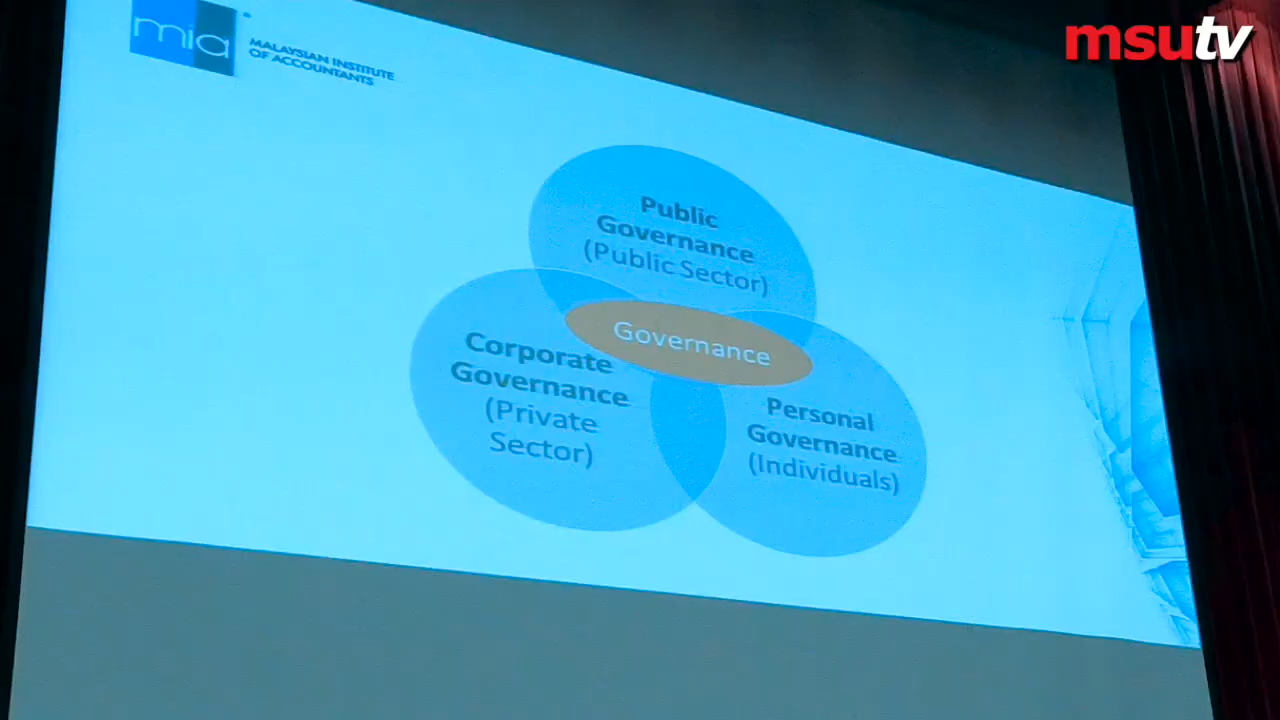 mia
MALAYSIAN INSTITUTE
OF ACCOUNTANTS
msutv
Public
Governance
(Public Sector)
Governance
Corporate
Governance
(Private
Sector)
Personal
Governance
(Individuals)